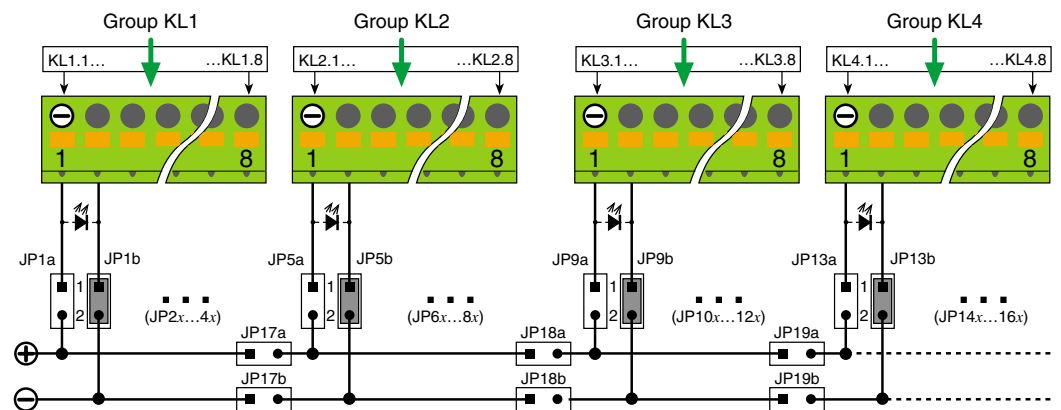 Group KL1 Group KL2 Group KL3 Group KL4
KL1.1... ...KL1.8 KL2.1... ...KL2.8 KL3.1... ...KL3.8 KL4.1... ...KL4.8
1 8 1 8 1 8 1 8
JP1a JP1b JP5a JP5b JP9a JP9b JP13a JP13b
1 1 1 1
2 (JP2x...4x) 2 (JP6x...8x) 2 (JP10x...12x) 2 (JP14x...16x)
JP17a JP18a JP19a
+
JP17b JP18b JP19b
−